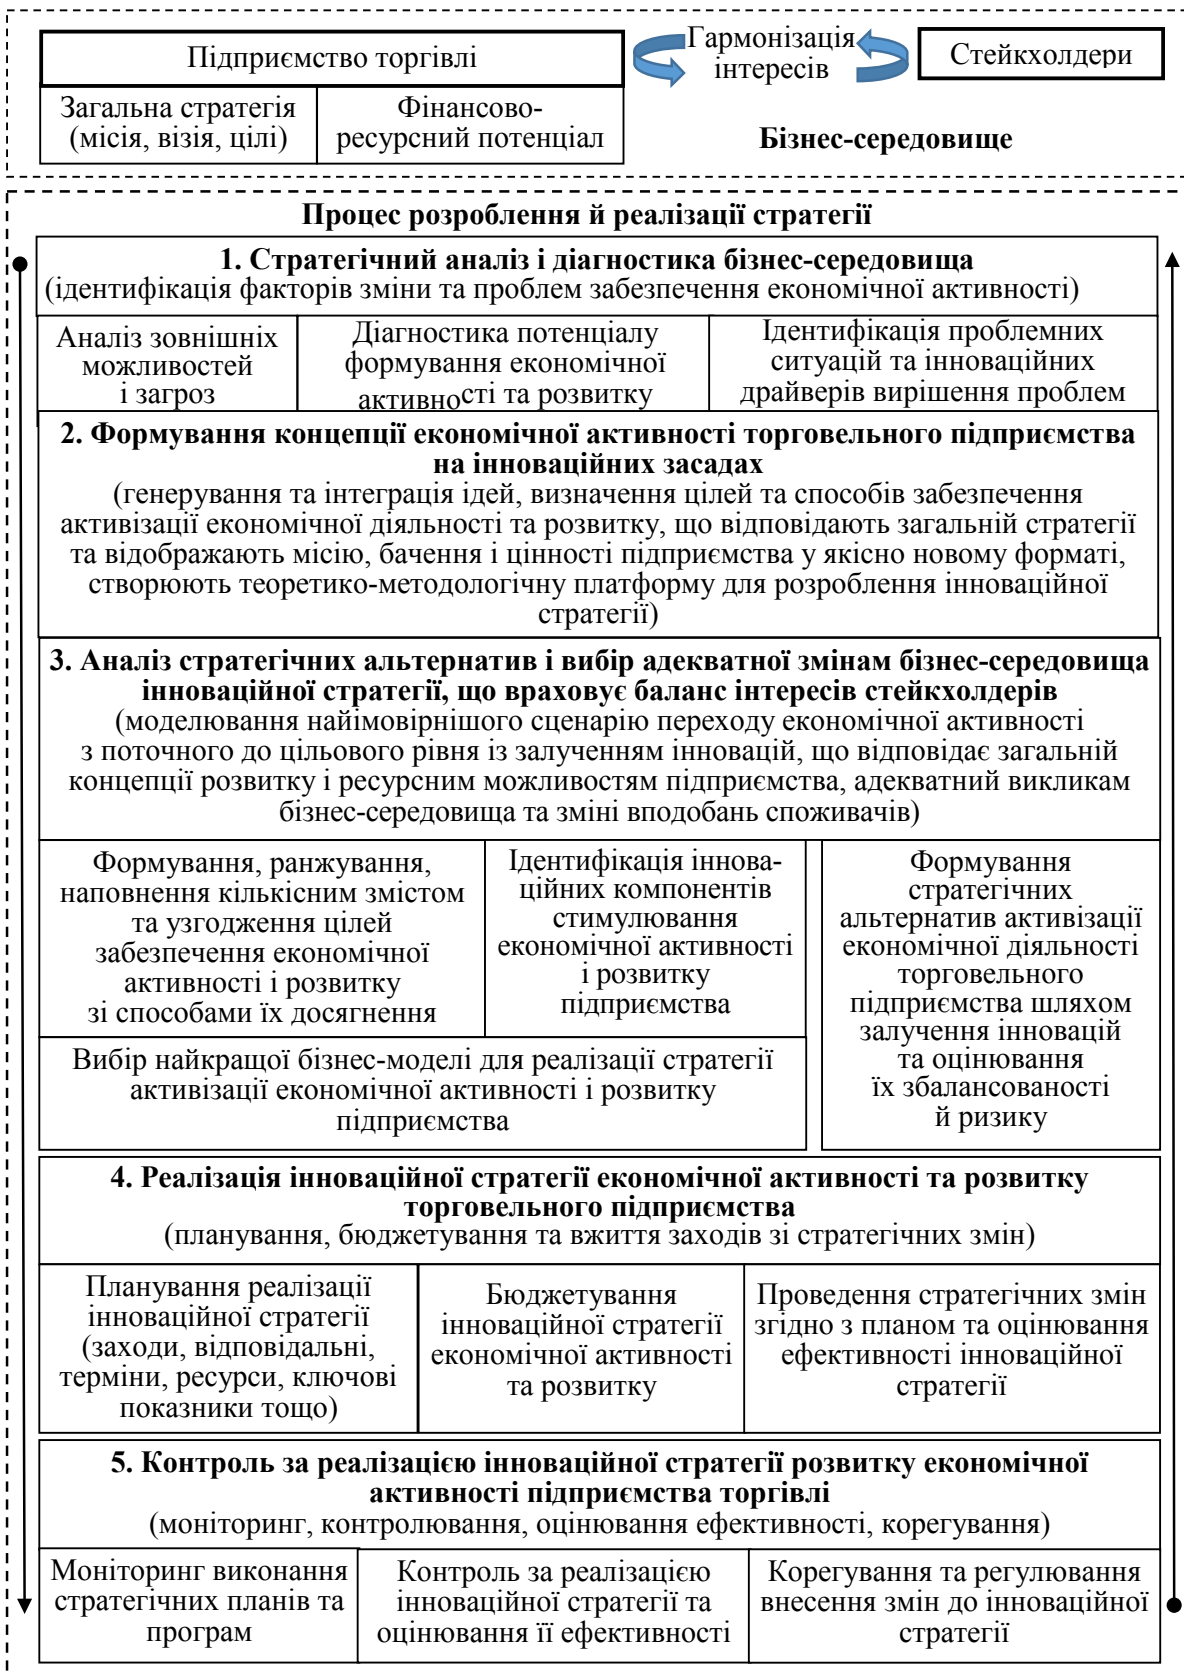 Підприємство торгівлі
Гармонізація
інтересів
Стейкхолдери
Загальна стратегія
(місія, візія, цілі)
Фінансово-
ресурсний потенціал
Бізнес-середовище
Процес розроблення й реалізації стратегії
1. Стратегічний аналіз і діагностика бізнес-середовища
(ідентифікація факторів зміни та проблем забезпечення економічної активності)
Аналіз зовнішніх
можливостей
і загроз
Діагностика потенціалу
формування економічної
активності та розвитку
Ідентифікація проблемних
ситуацій та інноваційних
драйверів вирішення проблем
2. Формування концепції економічної активності торговельного підприємства
на інноваційних засадах
(генерування та інтеграція ідей, визначення цілей та способів забезпечення
активізації економічної діяльності та розвитку, що відповідають загальній стратегії
та відображають місію, бачення і цінності підприємства у якісно новому форматі,
створюють теоретико-методологічну платформу для розроблення інноваційної
стратегії)
3. Аналіз стратегічних альтернатив і вибір адекватної змінам бізнес-середовища
інноваційної стратегії, що враховує баланс інтересів стейкхолдерів
(моделювання найімовірнішого сценарію переходу економічної активності
з поточного до цільового рівня із залученням інновацій, що відповідає загальній
концепції розвитку і ресурсним можливостям підприємства, адекватний викликам
бізнес-середовища та зміні вподобань споживачів)
Формування, ранжування,
наповнення кількісним змістом
та узгодження цілей
забезпечення економічної
активності і розвитку
зі способами їх досягнення
Ідентифікація іннова-
ційних компонентів
стимулювання
економічної активності
і розвитку
підприємства
Формування
стратегічних
альтернатив активізації
економічної діяльності
торговельного
підприємства шляхом
залучення інновацій
та оцінювання
їх збалансованості
й ризику
Вибір найкращої бізнес-моделі для реалізації стратегії
активізації економічної активності і розвитку
підприємства
4. Реалізація інноваційної стратегії економічної активності та розвитку
торговельного підприємства
(планування, бюджетування та вжиття заходів зі стратегічних змін)
Планування реалізації
інноваційної стратегії
(заходи, відповідальні,
терміни, ресурси, ключові
показники тощо)
Бюджетування
інноваційної стратегії
економічної активності
та розвитку
Проведення стратегічних змін
згідно з планом та оцінювання
ефективності інноваційної
стратегії
5. Контроль за реалізацією інноваційної стратегії розвитку економічної
активності підприємства торгівлі
(моніторинг, контролювання, оцінювання ефективності, корегування)
Моніторинг виконання
стратегічних планів та
програм
Контроль за реалізацією
інноваційної стратегії та
оцінювання її ефективності
Корегування та регулювання
внесення змін до інноваційної
стратегії